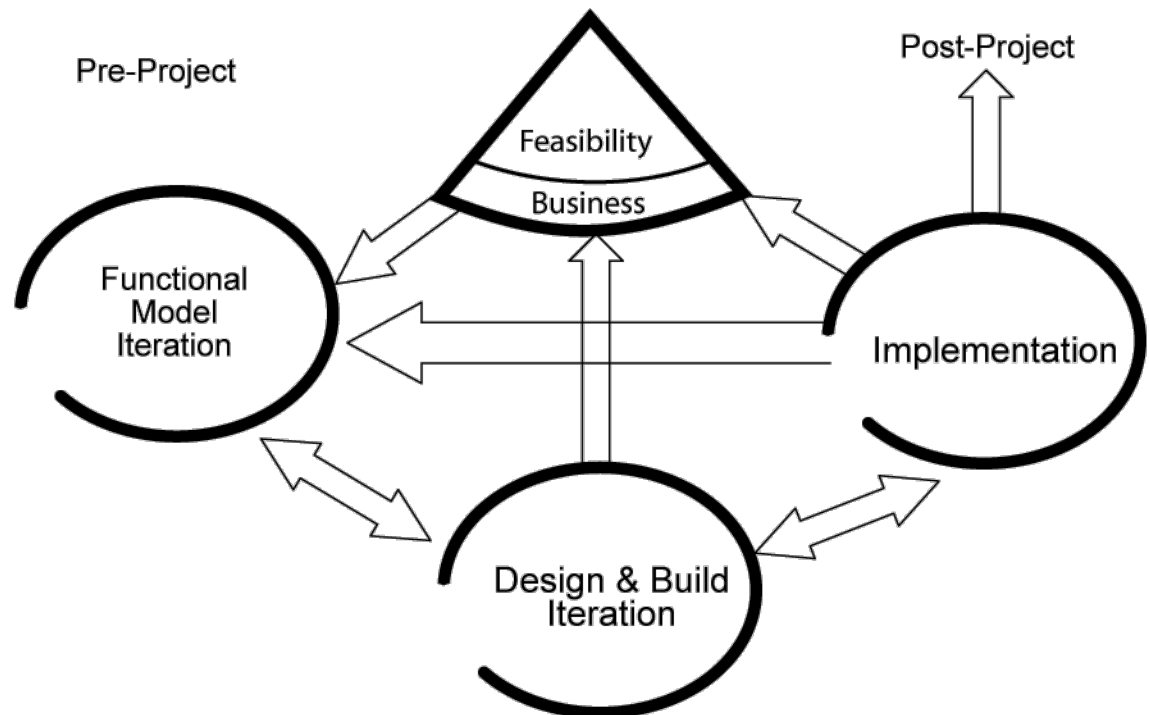 Pre-Project
Post-Project
Feasibility
Business
Functional
Model
Iteration
Implementation
Design & Build
Iteration